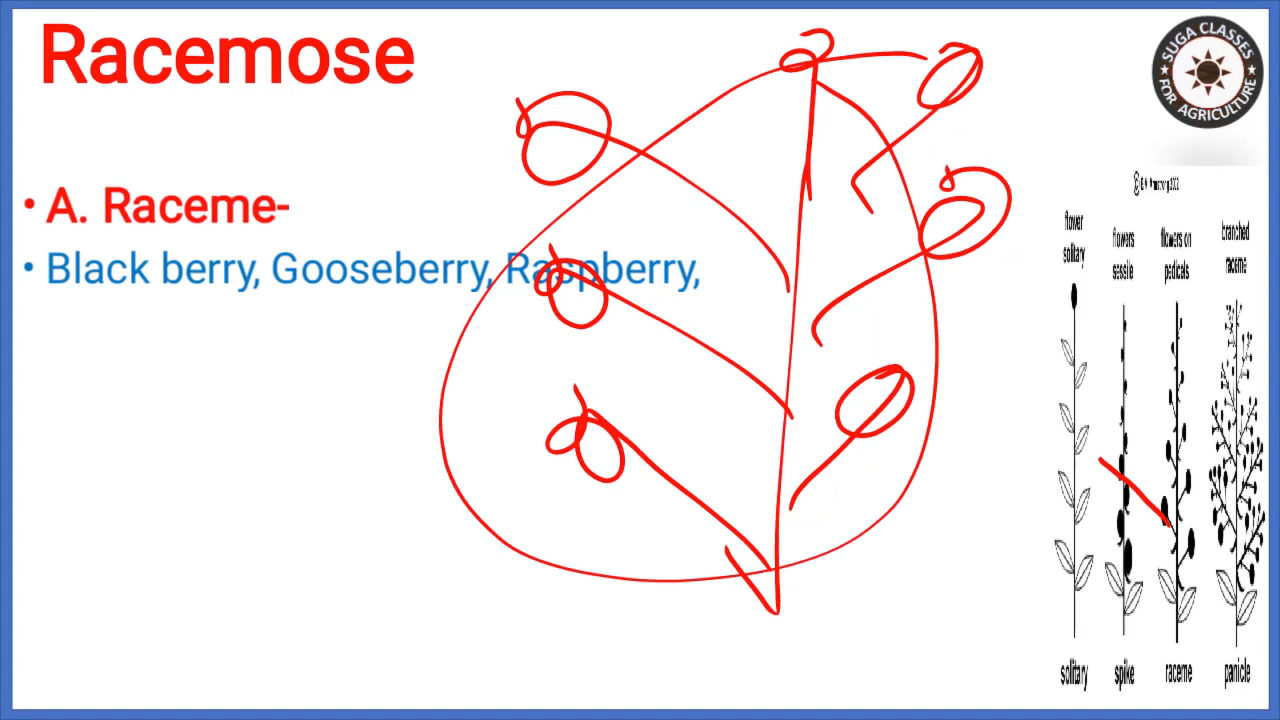 Racemose
SUGA CLASSES
FOR AGRICULTURE
• A. Raceme-
• Black berry, Gooseberry, Raspberry,
flower
solitary
flowers
sessile
flowers on
pedicels
branched
raceme
solitary
spike
raceme
panicle